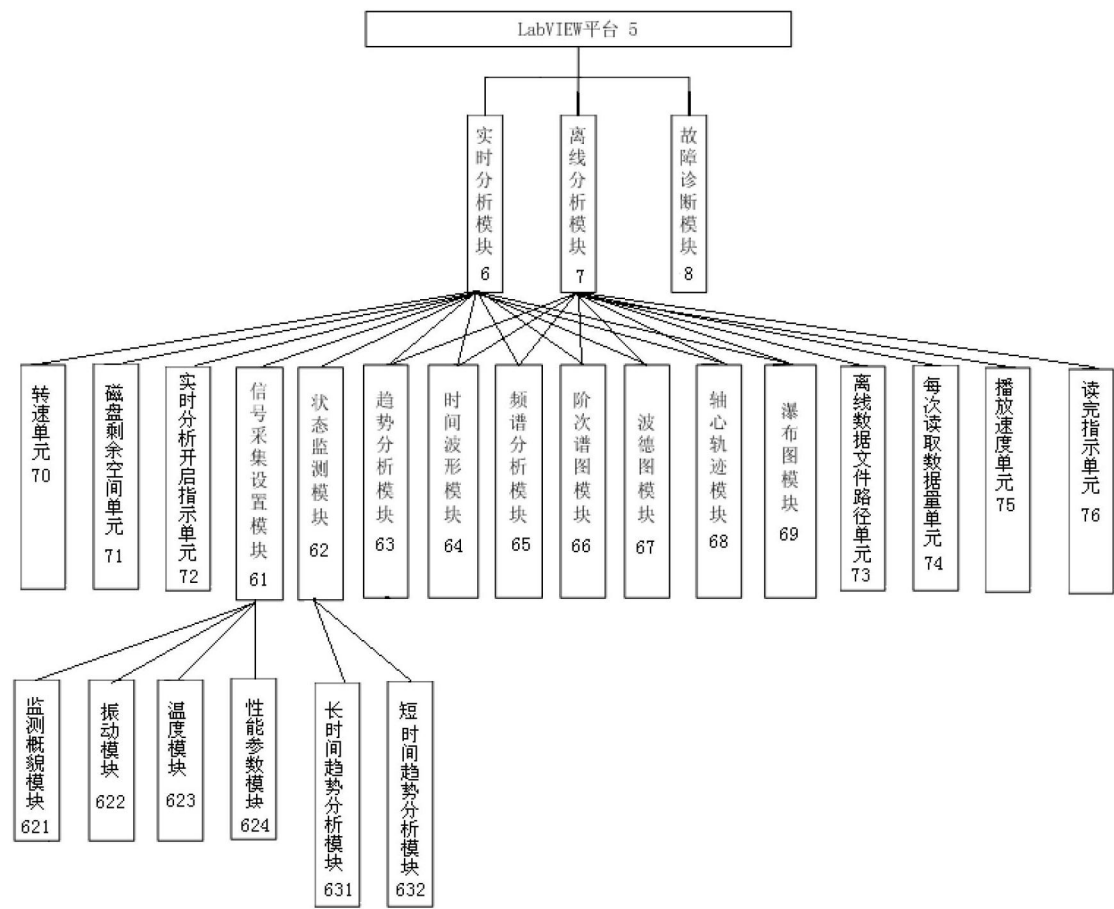 LabVIEW平台 5
实时分析模块 6
离线分析模块 7
故障诊断模块 8
转速单元 70
磁盘剩余空间单元 71
实时分析开启指示单元 72
信号采集设置模块 61
状态监测模块 62
趋势分析模块 63
时间波形模块 64
频谱分析模块 65
阶次谱图模块 66
波德图模块 67
轴心轨迹模块 68
瀑布图模块 69
离线数据文件路径单元 73
每次读取数据量单元 74
播放速度单元 75
读完指示单元 76
监测概貌模块 621
振动模块 622
温度模块 623
性能参数模块 624
长时间趋势分析模块 631
短时间趋势分析模块 632